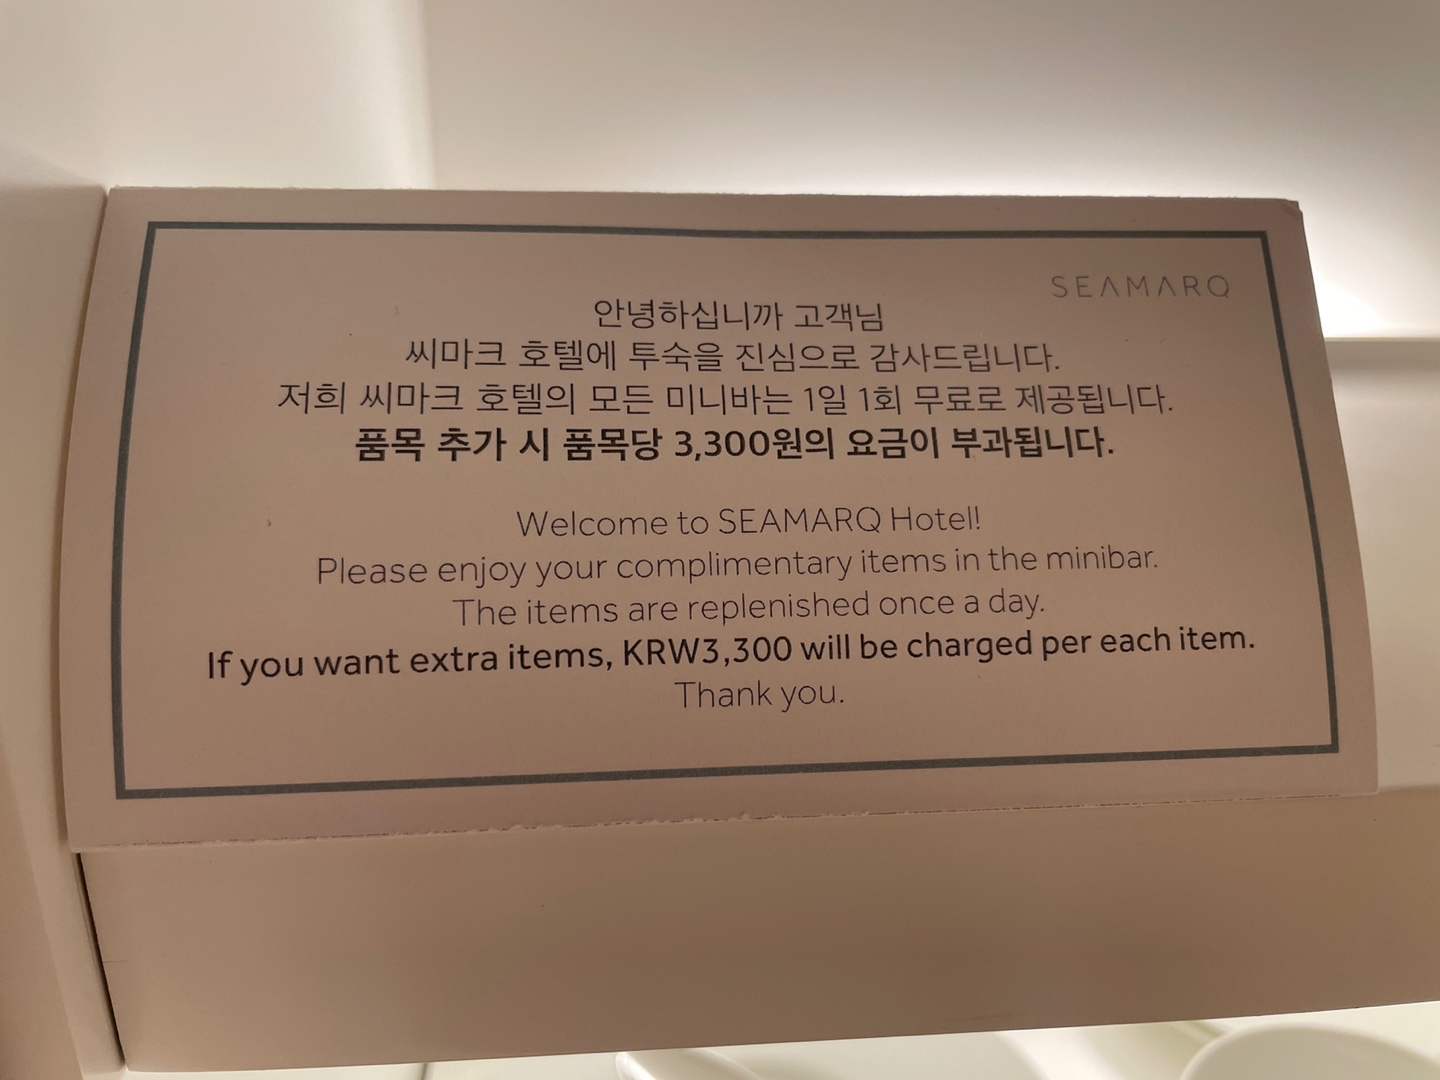 SEAMARQ
안녕하십니까 고객님
씨마크 호텔에 투숙을 진심으로 감사드립니다.
저희 씨마크 호텔의 모든 미니바는 1일 1회 무료로 제공됩니다.
품목 추가 시 품목당 3,300원의 요금이 부과됩니다.
Welcome to SEAMARQ Hotel!
Please enjoy your complimentary items in the minibar.
The items are replenished once a day.
If you want extra items, KRW3,300 will be charged per each item.
Thank you.